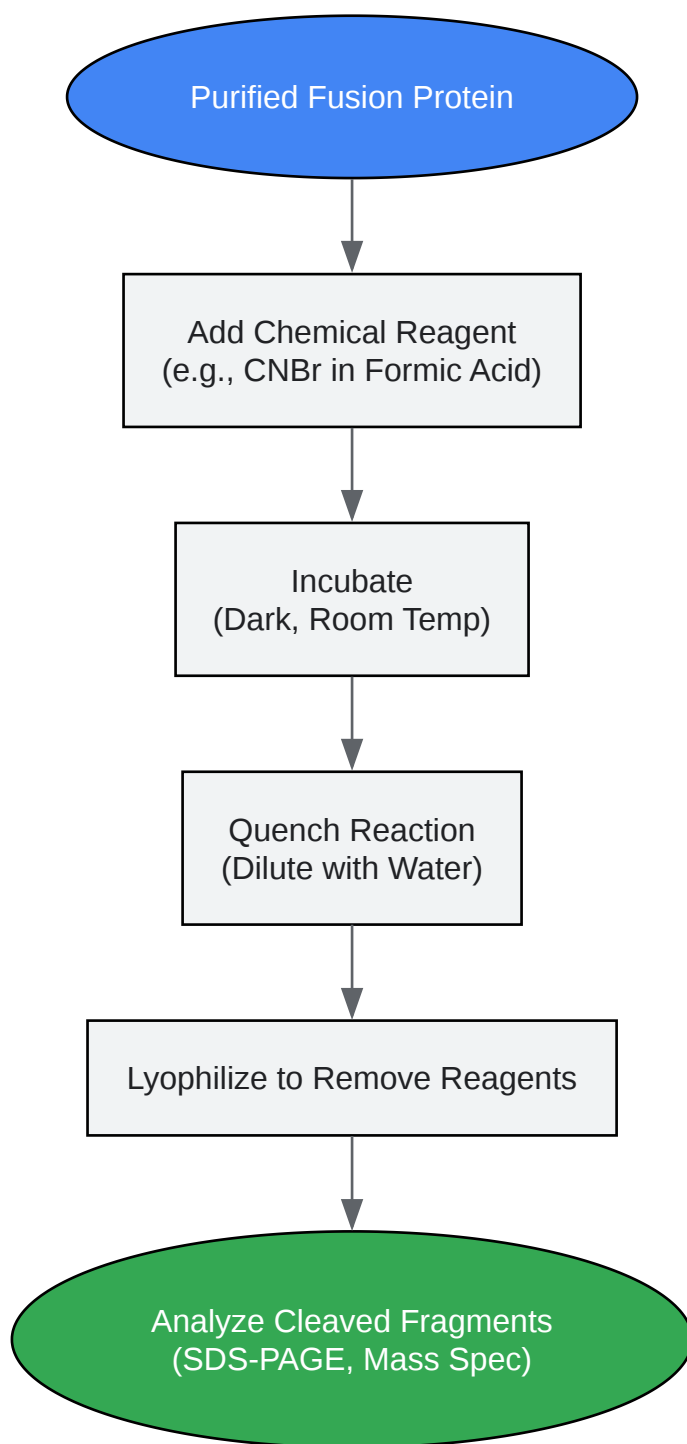 Purified Fusion Protein
Add Chemical Reagent
(e.g., CNBr in Formic Acid)
Incubate
(Dark, Room Temp)
Quench Reaction
(Dilute with Water)
Lyophilize to Remove Reagents
Analyze Cleaved Fragments
(SDS-PAGE, Mass Spec)